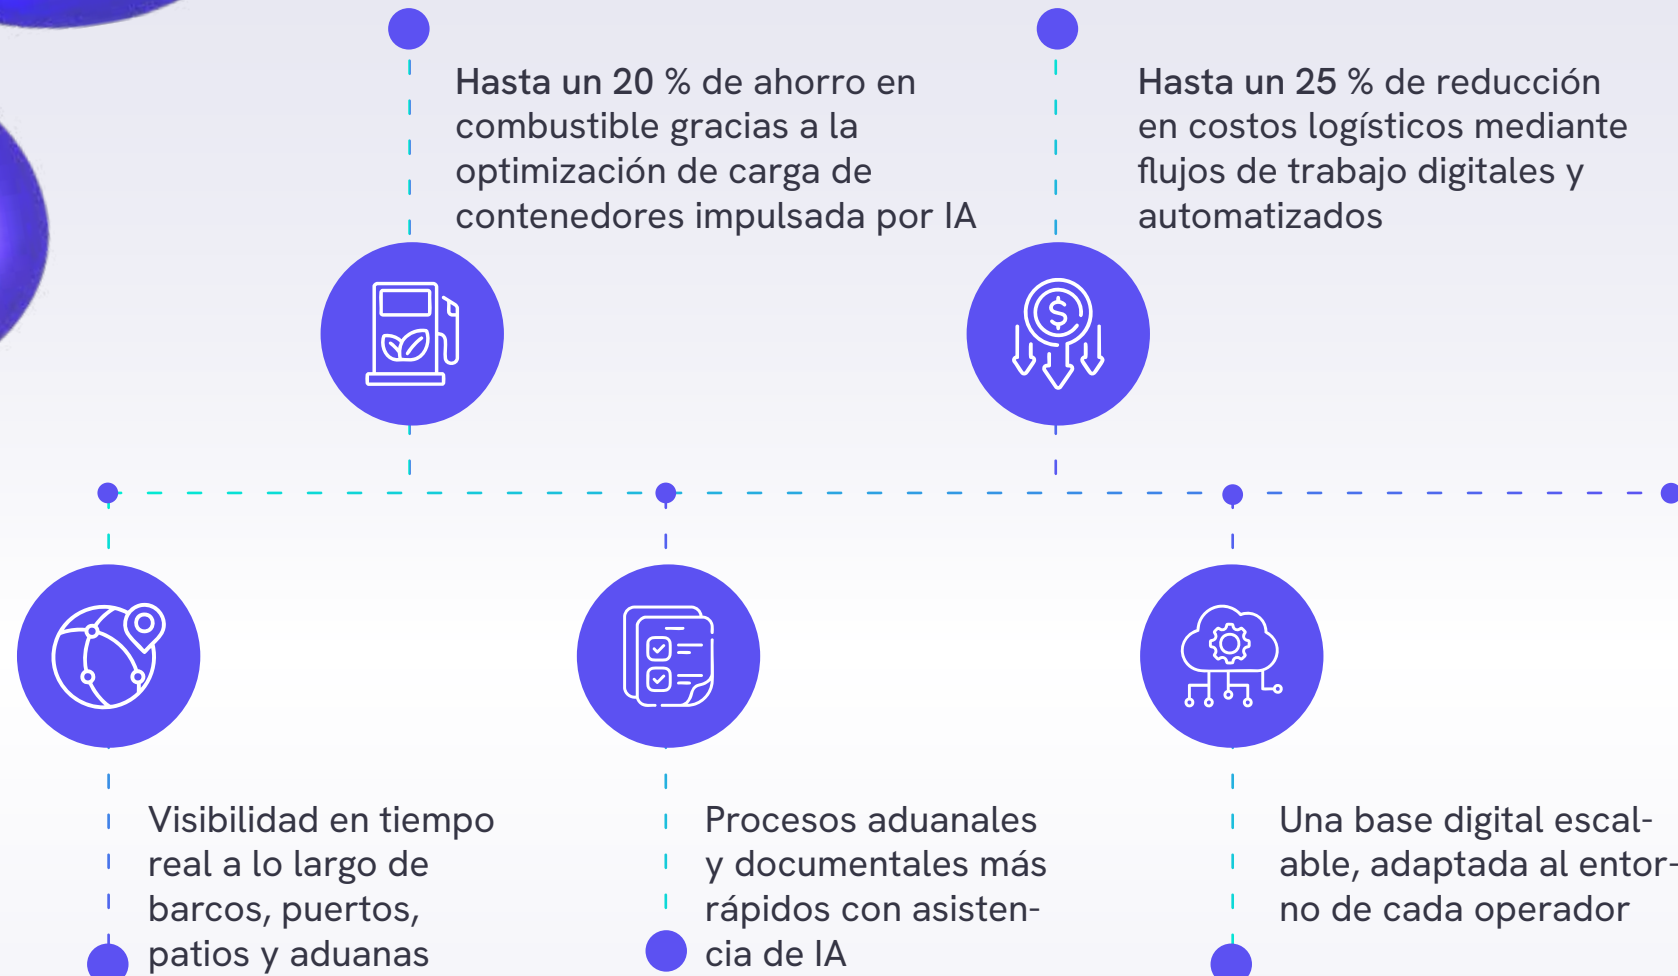 Hasta un 20 % de ahorro en
combustible gracias a la
optimización de carga de
contenedores impulsada por IA
Hasta un 25 % de reducción
en costos logísticos mediante
flujos de trabajo digitales y
automatizados
$
Visibilidad en tiempo
real a lo largo de
barcos, puertos,
patios y aduanas
Procesos aduanales
y documentales más
rápidos con asisten-
cia de IA
Una base digital escal-
able, adaptada al entor-
no de cada operador